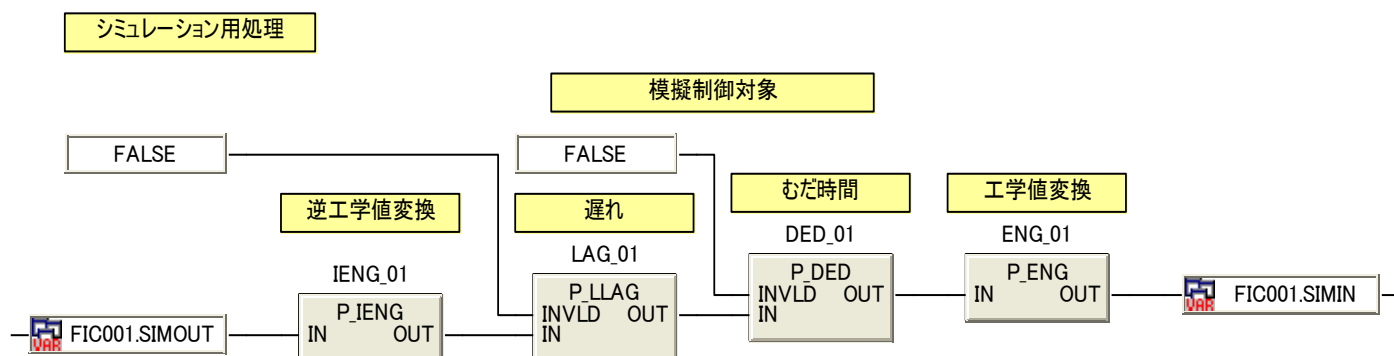 シミュレーション用処理
模擬制御対象
FALSE
FALSE
逆工学値変換
遅れ
むだ時間
工学値変換
IENG_01
LAG_01
DED_01
ENG_01
P_IENG
IN OUT
P_LLAG
INVLD OUT
IN
P_DED
INVLD OUT
IN
P_ENG
IN OUT
VAR FIC001.SIMOUT
VAR FIC001.SIMIN